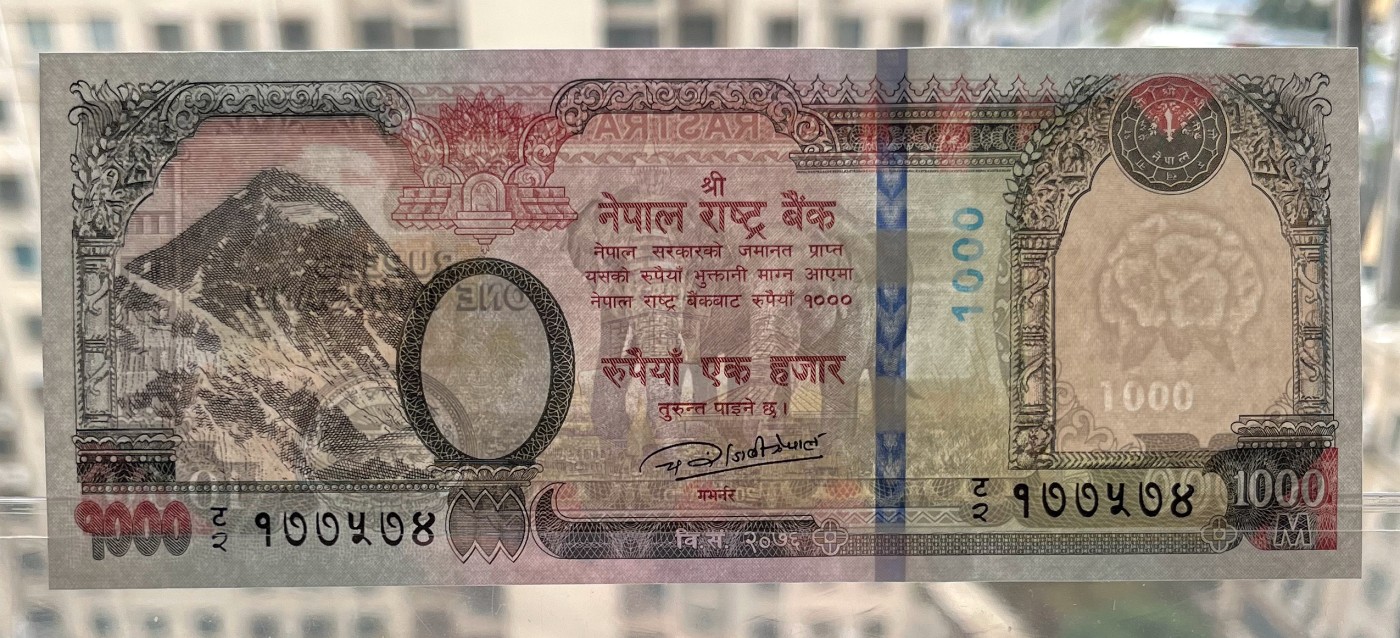 श्री
नेपाल राष्ट्र बैंक
नेपाल सरकारको जमानत प्राप्त
यसको रुपैयाँ भुक्तानी माग्न आएमा
नेपाल राष्ट्र बैंकबाट रुपैयाँ १०००
रुपैयाँ एक हजार
तुरुन्त पाइने छ।
गभर्नर
वि.सं. २०७६
१०००
ट
२
१७७५७४
1000
1000
ट
२
१७७५७४
1000
M
RASTRA
ONE